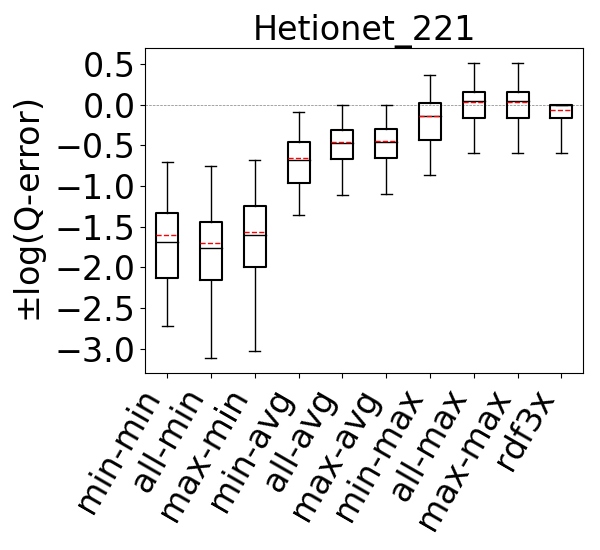 Hetionet_221
±log(Q-error)
0.5
0.0
−0.5
−1.0
−1.5
−2.0
−2.5
−3.0
min-min
all-min
max-min
min-avg
all-avg
max-avg
min-max
all-max
max-max
rdf3x